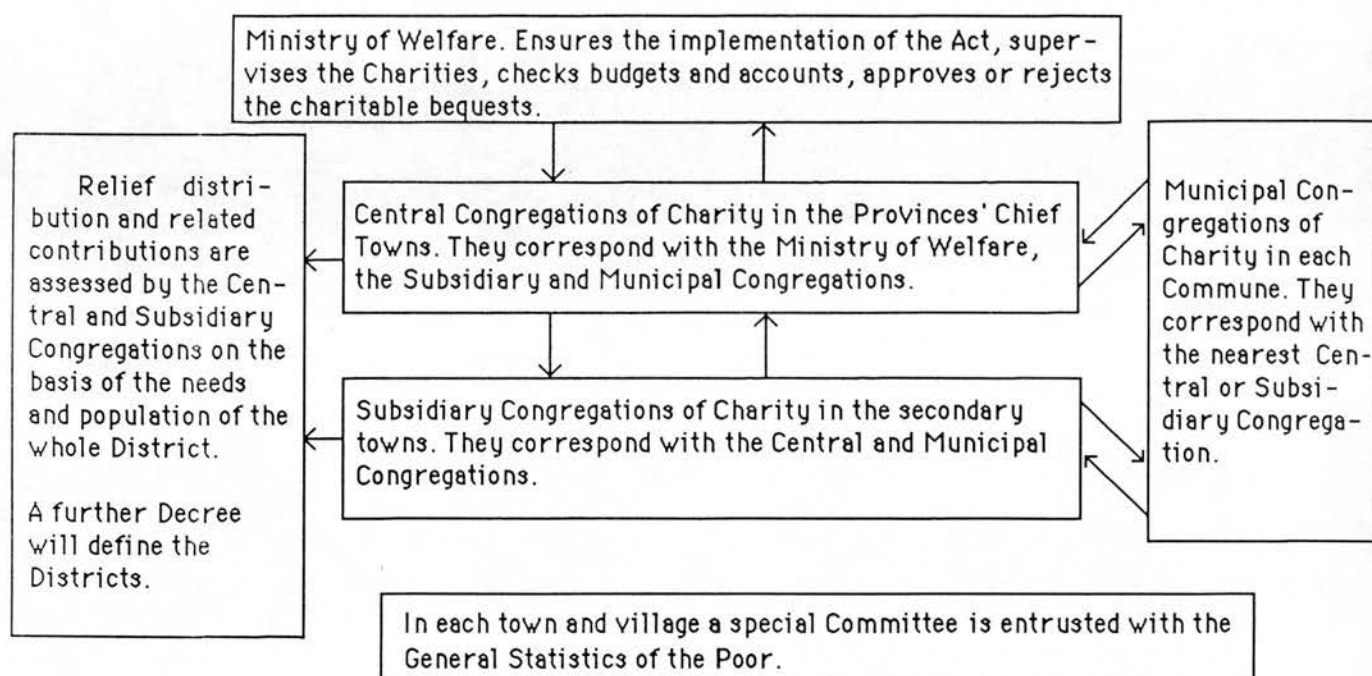 Ministry of Welfare. Ensures the implementation of the Act, super-
vises the Charities, checks budgets and accounts, approves or rejects
the charitable bequests.
Relief distri-
bution and related
contributions are
assessed by the Cen-
tral and Subsidiary
Congregations on the
basis of the needs
and population of the
whole District.
A further Decree
will define the
Districts.
Central Congregations of Charity in the Provinces' Chief
Towns. They correspond with the Ministry of Welfare,
the Subsidiary and Municipal Congregations.
Subsidiary Congregations of Charity in the secondary
towns. They correspond with the Central and Municipal
Congregations.
Municipal Con-
gregations of
Charity in each
Commune. They
correspond with
the nearest Cen-
tral or Subsi-
diary Congrega-
tion.
In each town and village a special Committee is entrusted with the
General Statistics of the Poor.